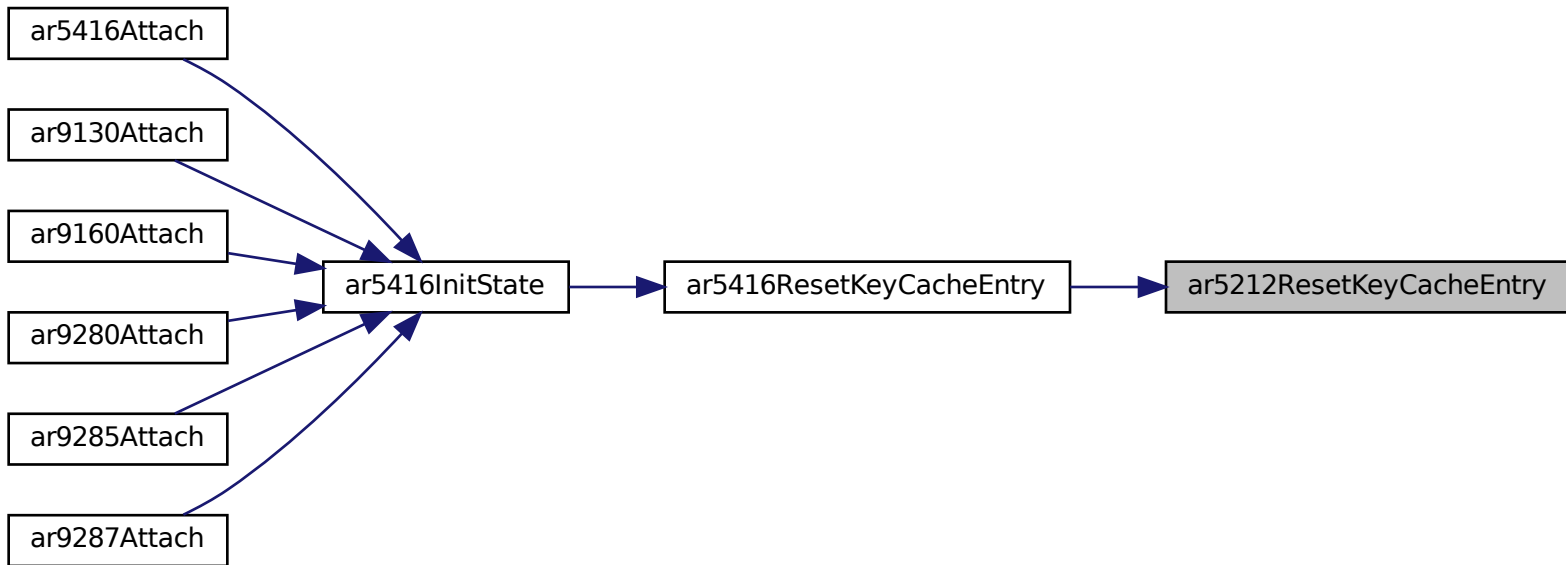 ar5416Attach
ar9130Attach
ar9160Attach
ar9280Attach
ar9285Attach
ar9287Attach
ar5416InitState
ar5416ResetKeyCacheEntry
ar5212ResetKeyCacheEntry